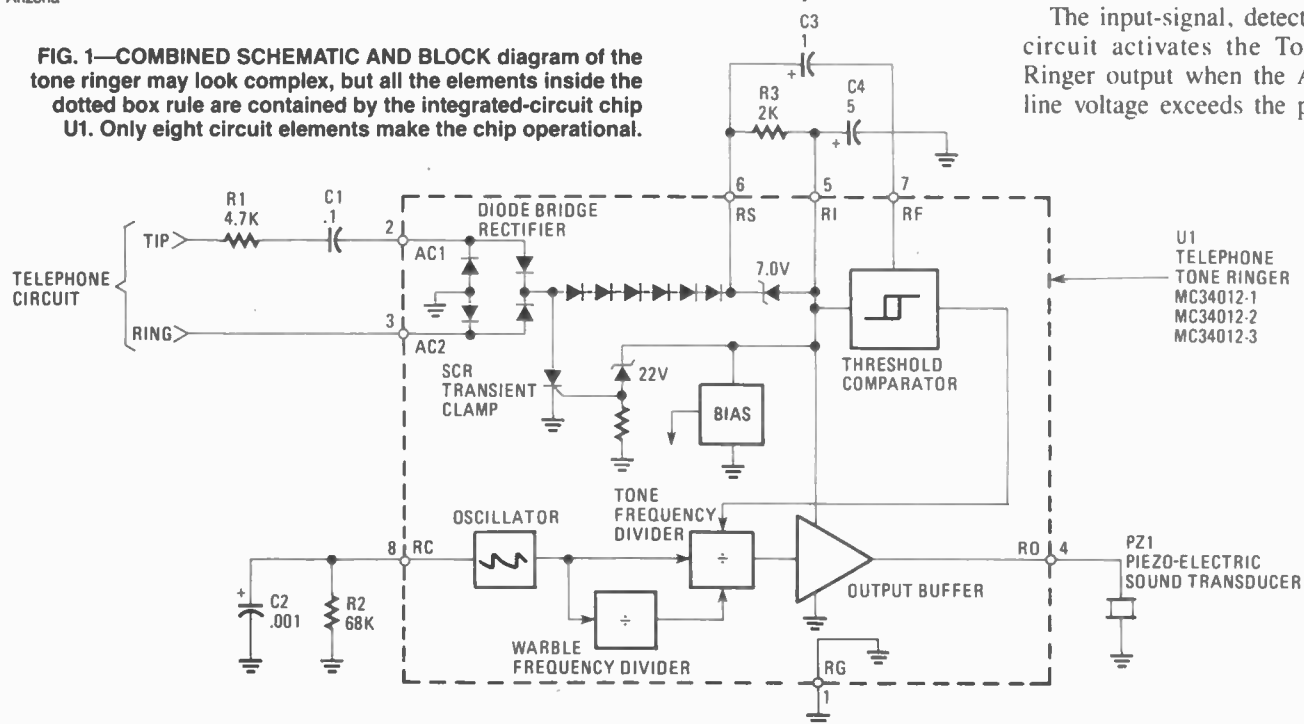 Arizona
FIG. 1—COMBINED SCHEMATIC AND BLOCK diagram of the
tone ringer may look complex, but all the elements inside the
dotted box rule are contained by the integrated-circuit chip
U1. Only eight circuit elements make the chip operational.
The input-signal, detect
circuit activates the To
Ringer output when the A
line voltage exceeds the p
C3
1
+
R3
2K
C4
5
+
6
RS
5
RI
7
RF
TELEPHONE
CIRCUIT
TIP
R1
4.7K
C1
.1
2
AC1
RING
3
AC2
DIODE BRIDGE
RECTIFIER
7.0V
SCR
TRANSIENT
CLAMP
22V
BIAS
THRESHOLD
COMPARATOR
U1
TELEPHONE
TONE RINGER
MC34012-1
MC34012-2
MC34012-3
+
C2
.001
R2
68K
8
RC
OSCILLATOR
TONE
FREQUENCY
DIVIDER
÷
÷
WARBLE
FREQUENCY DIVIDER
OUTPUT BUFFER
RO
4
PZ1
PIEZO-ELECTRIC
SOUND TRANSDUCER
RG
1